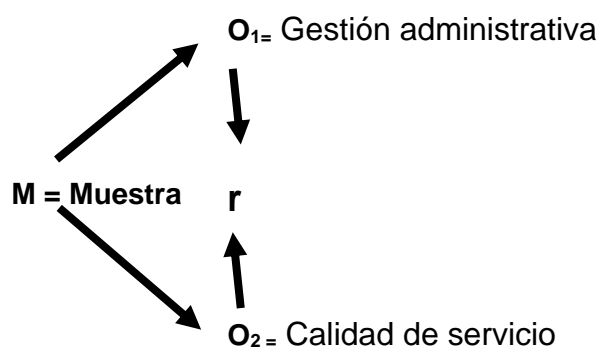 O1= Gestión administrativa
M = Muestra r
O2 = Calidad de servicio